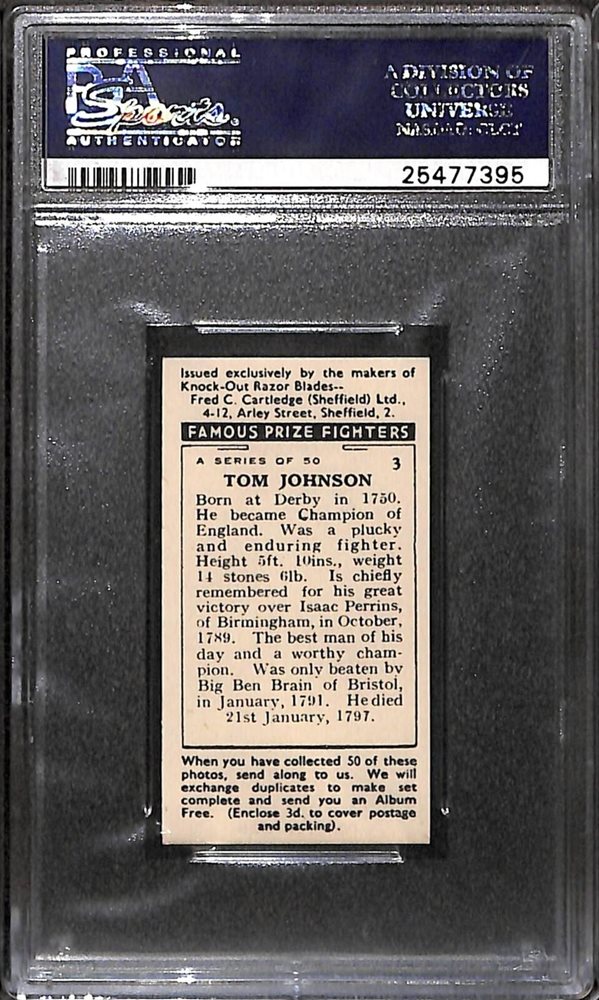 PROFESSIONAL
PSA
Sports
AUTHENTICATOR
A DIVISION OF
COLLECTORS
UNIVERSE
NASDAQ: CLCT
25477395
Issued exclusively by the makers of
Knock-Out Razor Blades--
Fred C. Cartledge (Sheffield) Ltd.,
4-12, Arley Street, Sheffield, 2.
FAMOUS PRIZE FIGHTERS
A SERIES OF 50 3
TOM JOHNSON
Born at Derby in 1750.
He became Champion of
England. Was a plucky
and enduring fighter.
Height 5ft. 10ins., weight
14 stones 6lb. Is chiefly
remembered for his great
victory over Isaac Perrins,
of Birmingham, in October,
1789. The best man of his
day and a worthy cham-
pion. Was only beaten by
Big Ben Brain of Bristol,
in January, 1791. He died
21st January, 1797.
When you have collected 50 of these
photos, send along to us. We will
exchange duplicates to make set
complete and send you an Album
Free. (Enclose 3d. to cover postage
and packing).